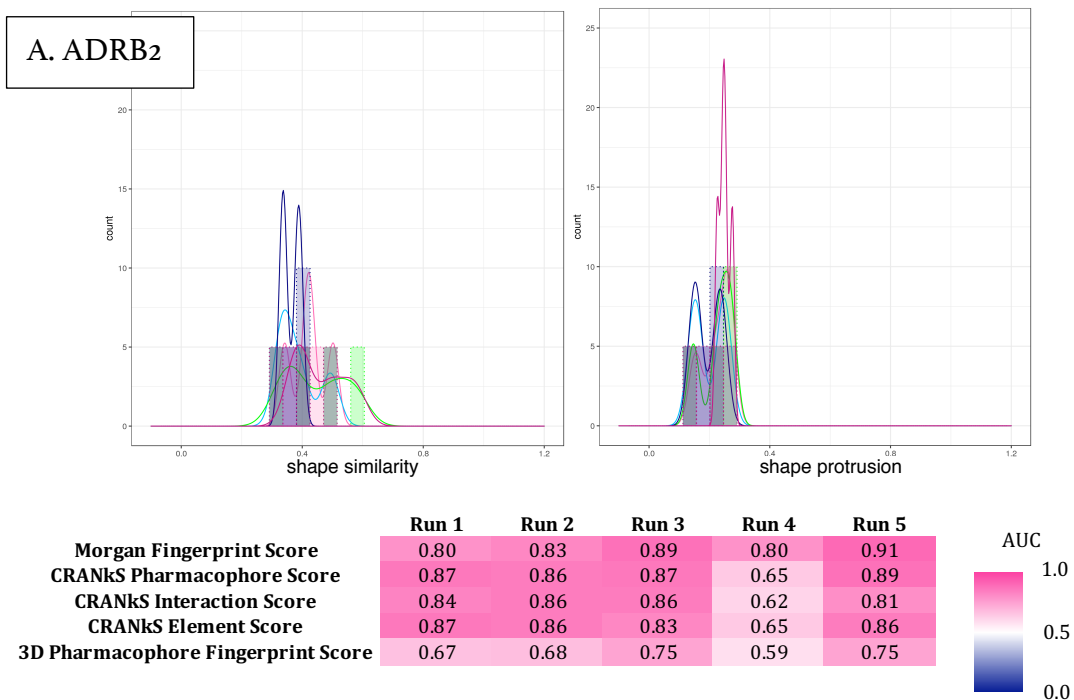 A. ADRB2
20
15
10
5
0
count
0.0 0.4 0.8 1.2
shape similarity
25
20
15
10
5
0
count
0.0 0.4 0.8 1.2
shape protrusion
Run 1 Run 2 Run 3 Run 4 Run 5
Morgan Fingerprint Score 0.80 0.83 0.89 0.80 0.91
CRANkS Pharmacophore Score 0.87 0.86 0.87 0.65 0.89
CRANkS Interaction Score 0.84 0.86 0.86 0.62 0.81
CRANkS Element Score 0.87 0.86 0.83 0.65 0.86
3D Pharmacophore Fingerprint Score 0.67 0.68 0.75 0.59 0.75
AUC
1.0
0.5
0.0